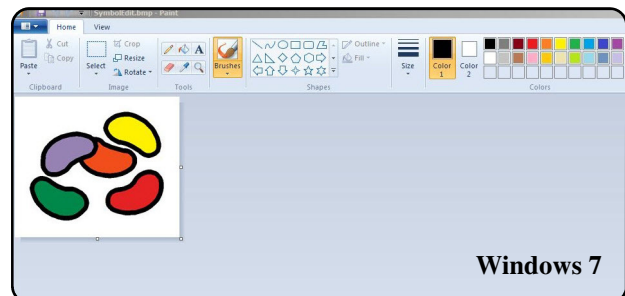 SymbolEdit.bmp - Paint
Home View
Cut
Copy
Paste
Clipboard
Crop
Resize
Rotate
Select
Image
A
Tools
Brushes
Outline
Fill
Shapes
Size
Color 1
Color 2
Colors
Windows 7